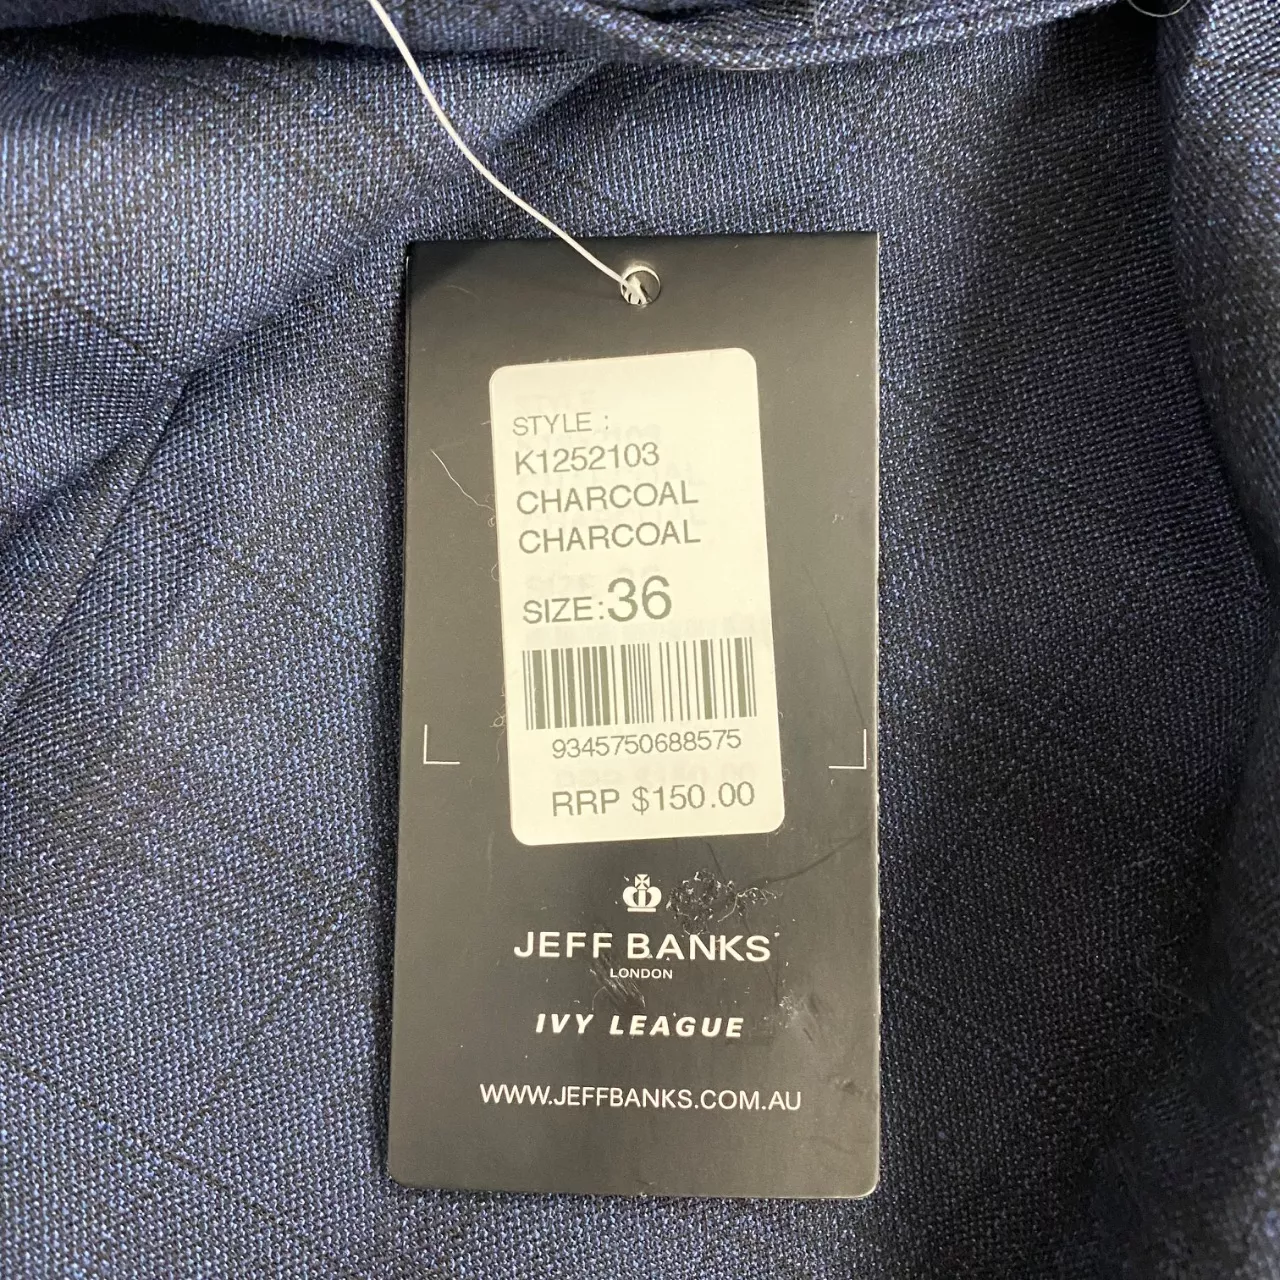 STYLE :
K1252103
CHARCOAL
CHARCOAL
SIZE:36
9345750688575
RRP $150.00
JEFF BANKS
LONDON
IVY LEAGUE
WWW.JEFFBANKS.COM.AU